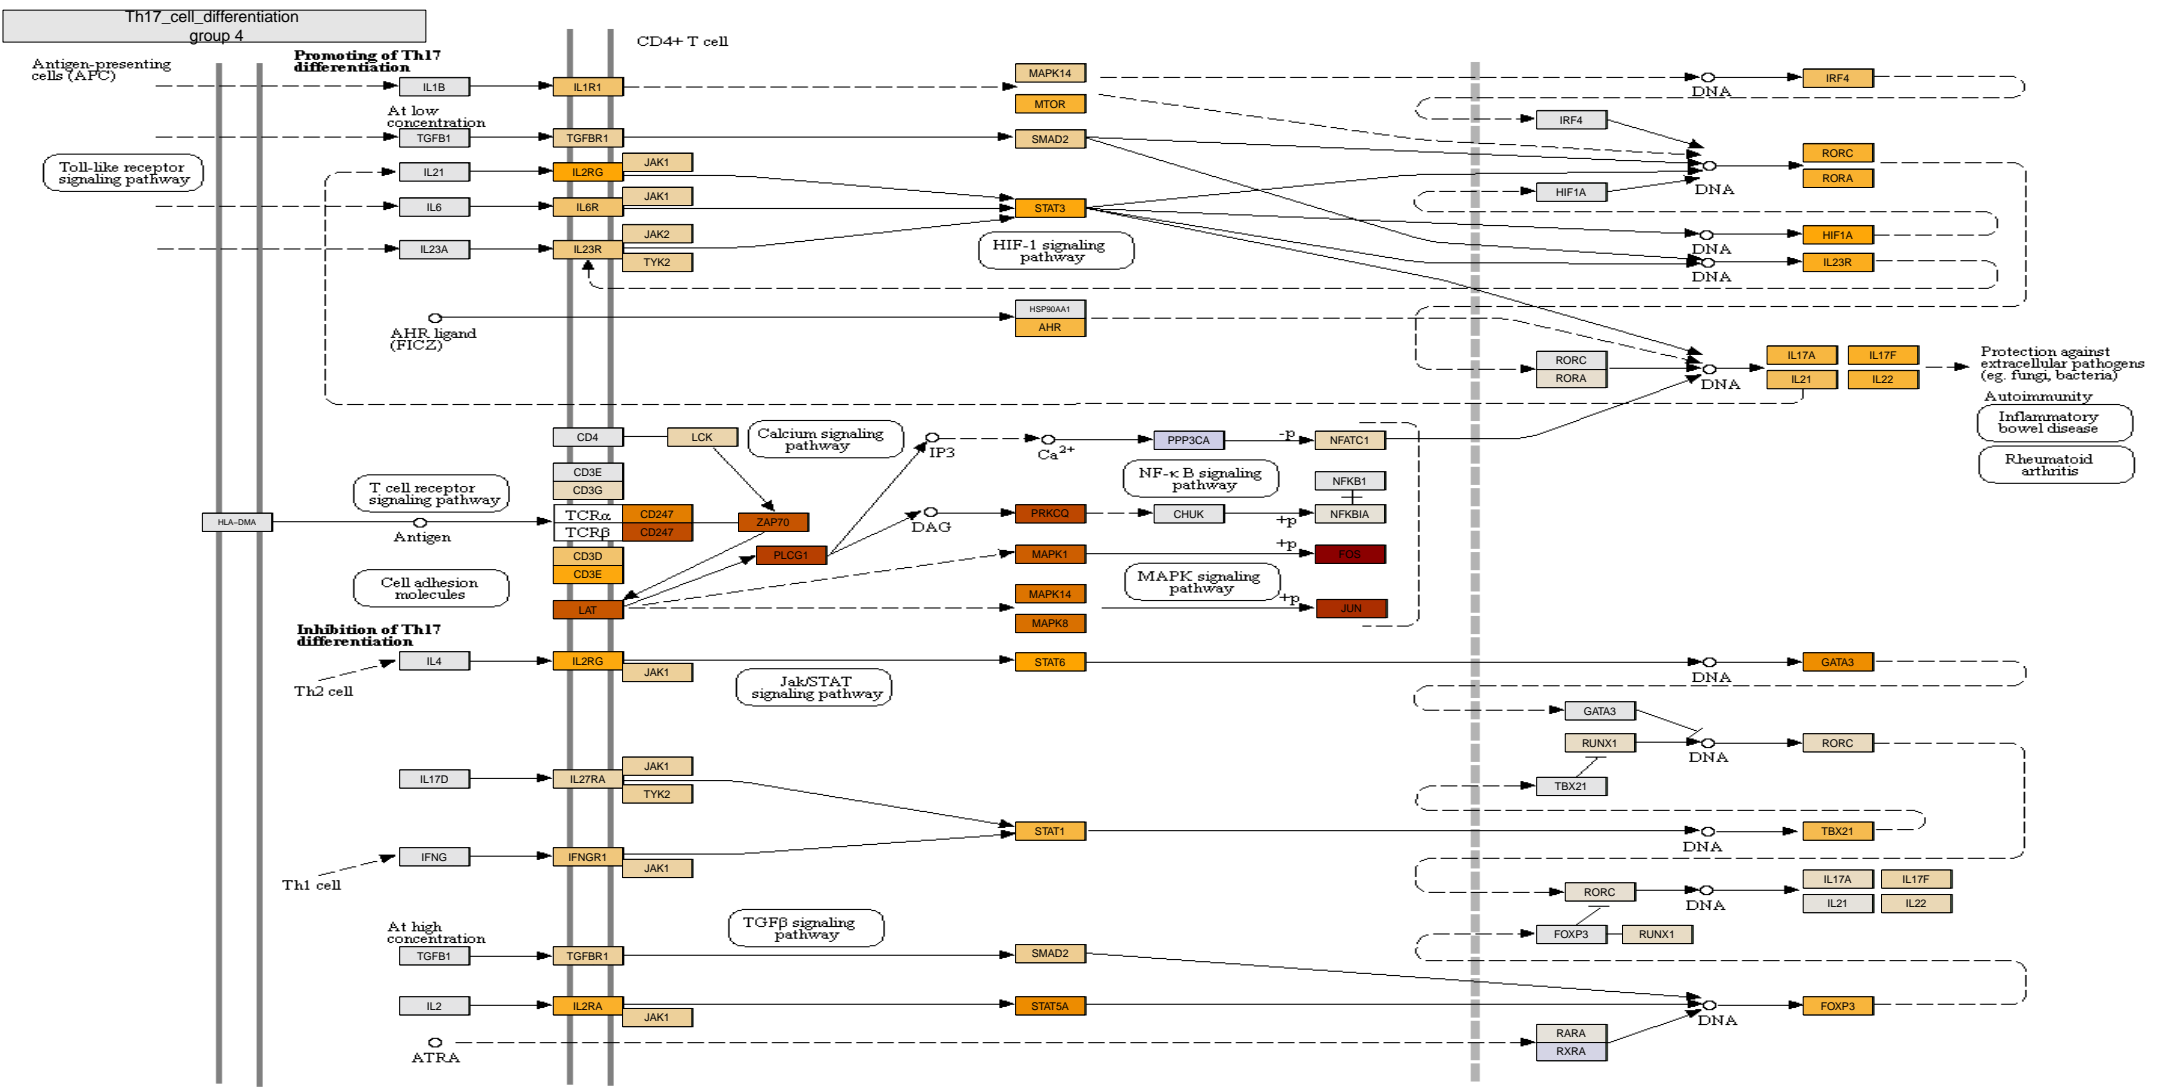 Th17_cell_differentiation
group 4
CD4+ T cell
Antigen-presenting
cells (APC)
Promoting of Th17
differentiation
IL1B
IL1R1
MAPK14
MTOR
DNA
IRF4
At low
concentration
TGFB1
TGFBR1
SMAD2
IRF4
Toll-like receptor
signaling pathway
IL21
IL2RG
JAK1
RORC
RORA
DNA
HIF1A
IL6
IL6R
JAK1
STAT3
IL23A
IL23R
JAK2
TYK2
HIF-1 signaling
pathway
DNA
HIF1A
DNA
IL23R
AHR ligand
(FICZ)
HSP90AA1
AHR
RORC
RORA
DNA
IL17A
IL17F
IL21
IL22
Protection against
extracellular pathogens
(eg. fungi, bacteria)
Autoimmunity
Inflammatory
bowel disease
Rheumatoid
arthritis
CD4
LCK
Calcium signaling
pathway
IP3
Ca2+
PPP3CA
-p
NFATC1
CD3E
CD3G
T cell receptor
signaling pathway
NF-κ B signaling
pathway
NFKB1
HLA-DMA
Antigen
TCRα
CD247
TCRβ
CD247
ZAP70
DAG
PRKCQ
CHUK
+p
NFKBIA
CD3D
CD3E
PLCG1
MAPK1
+p
FOS
Cell adhesion
molecules
LAT
MAPK14
MAPK8
MAPK signaling
pathway
+p
JUN
Inhibition of Th17
differentiation
IL4
IL2RG
JAK1
STAT6
DNA
GATA3
Th2 cell
Jak/STAT
signaling pathway
GATA3
RUNX1
DNA
RORC
TBX21
IL17D
IL27RA
JAK1
TYK2
STAT1
DNA
TBX21
IFNG
IFNGR1
JAK1
Th1 cell
RORC
DNA
IL17A
IL17F
IL21
IL22
At high
concentration
TGFβ signaling
pathway
FOXP3
RUNX1
TGFB1
TGFBR1
SMAD2
IL2
IL2RA
JAK1
STAT5A
DNA
FOXP3
ATRA
RARA
RXRA